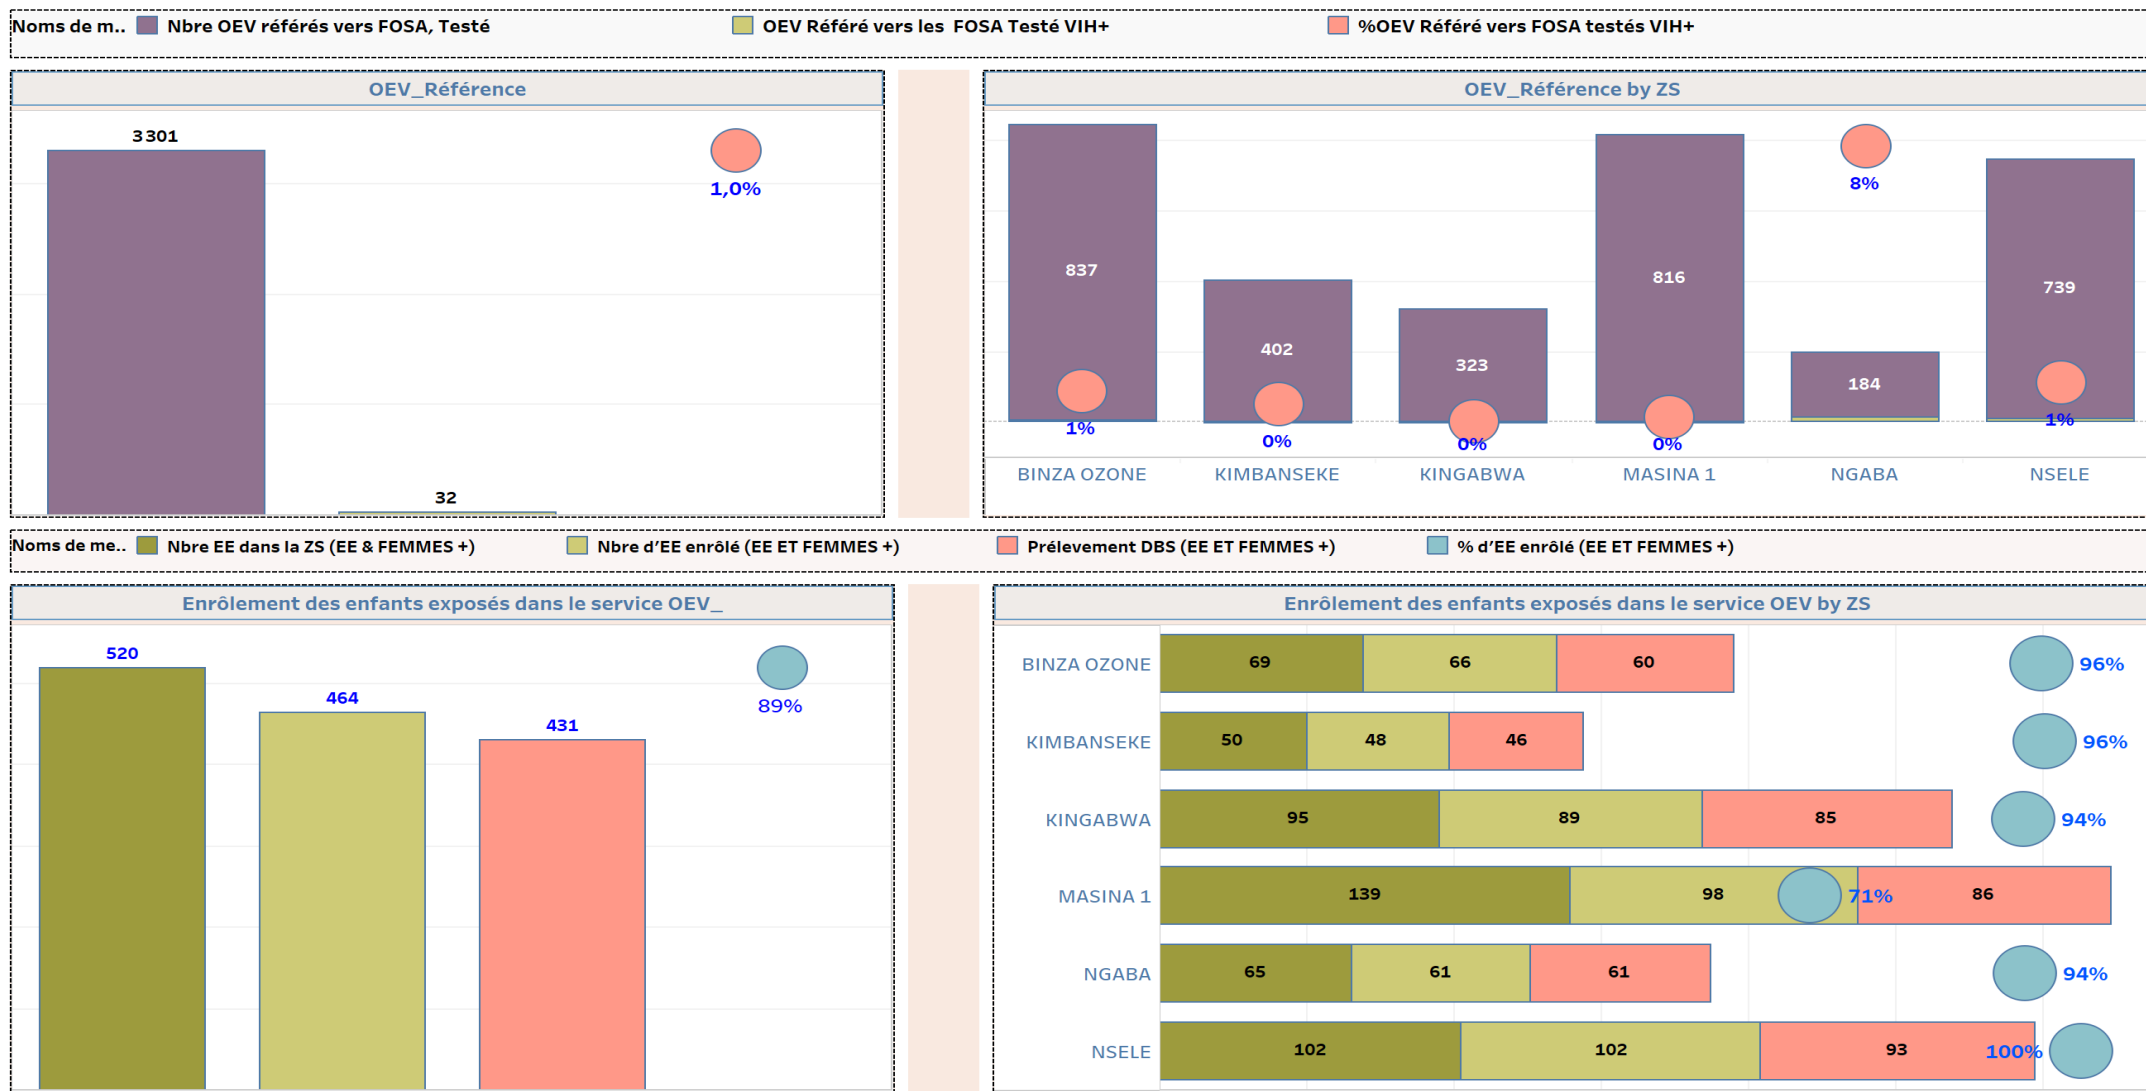 Noms de m.. Nbre OEV référés vers FOSA, Testé OEV Référé vers les FOSA Testé VIH+ %OEV Référé vers FOSA testés VIH+
OEV_Référence
3 301
1,0%
32
OEV_Référence by ZS
8%
837
816
739
402
323
184
1%
0%
0%
0%
1%
BINZA OZONE KIMBANSEKE KINGABWA MASINA 1 NGABA NSELE
Noms de me.. Nbre EE dans la ZS (EE & FEMMES +) Nbre d'EE enrôlé (EE ET FEMMES +) Prélevement DBS (EE ET FEMMES +) % d'EE enrôlé (EE ET FEMMES +)
Enrôlement des enfants exposés dans le service OEV_
520
464
431
89%
Enrôlement des enfants exposés dans le service OEV by ZS
BINZA OZONE 69 66 60 96%
KIMBANSEKE 50 48 46 96%
KINGABWA 95 89 85 94%
MASINA 1 139 98 71% 86
NGABA 65 61 61 94%
NSELE 102 102 93 100%